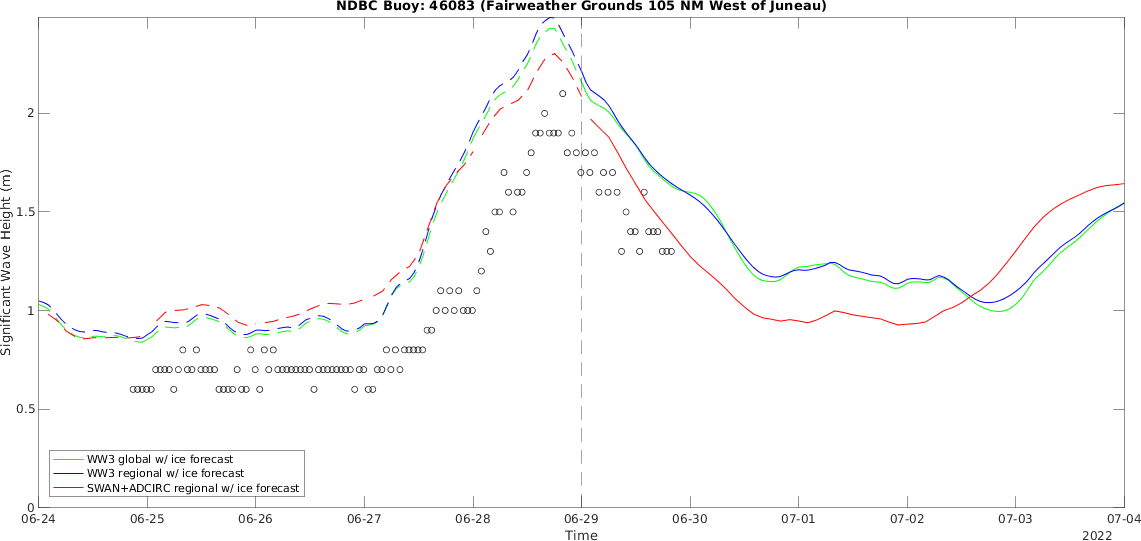 NDBC Buoy: 46083 (Fairweather Grounds 105 NM West of Juneau)
Significant Wave Height (m)
2
1.5
1
0.5
0
WW3 global w/ ice forecast
WW3 regional w/ ice forecast
SWAN+ADCIRC regional w/ ice forecast
06-24 06-25 06-26 06-27 06-28 06-29 06-30 07-01 07-02 07-03 07-04
Time
2022